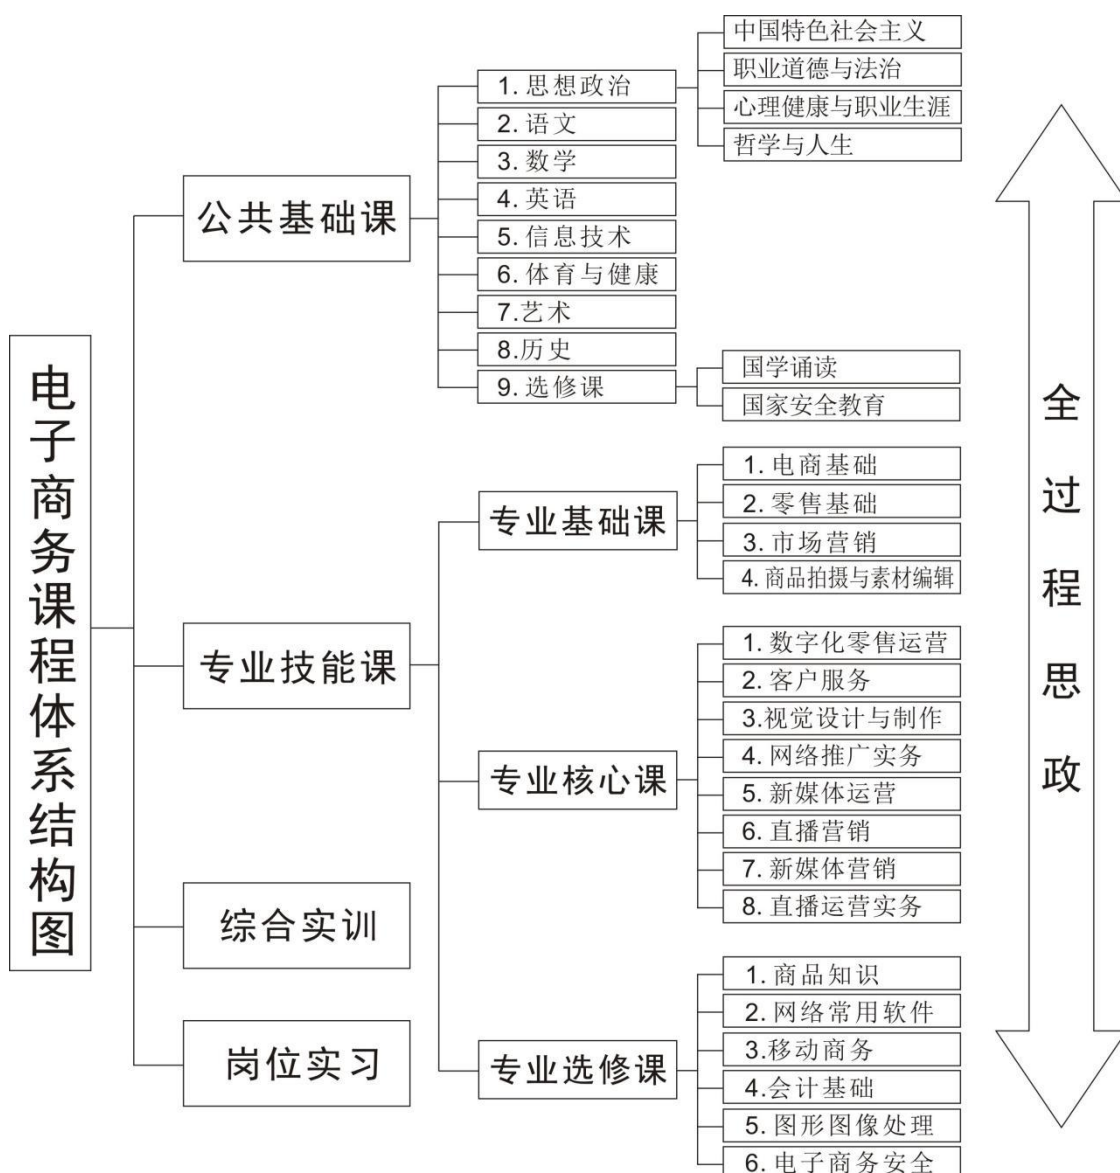 电子商务课程体系结构图
公共基础课
1. 思想政治
中国特色社会主义
职业道德与法治
心理健康与职业生涯
哲学与人生
2. 语文
3. 数学
4. 英语
5. 信息技术
6. 体育与健康
7.艺术
8.历史
9. 选修课
国学诵读
国家安全教育
专业技能课
专业基础课
1. 电商基础
2. 零售基础
3. 市场营销
4. 商品拍摄与素材编辑
专业核心课
1. 数字化零售运营
2. 客户服务
3.视觉设计与制作
4. 网络推广实务
5. 新媒体运营
6. 直播营销
7. 新媒体营销
8. 直播运营实务
专业选修课
1. 商品知识
2. 网络常用软件
3.移动商务
4.会计基础
5. 图形图像处理
6. 电子商务安全
综合实训
岗位实习
全过程思政